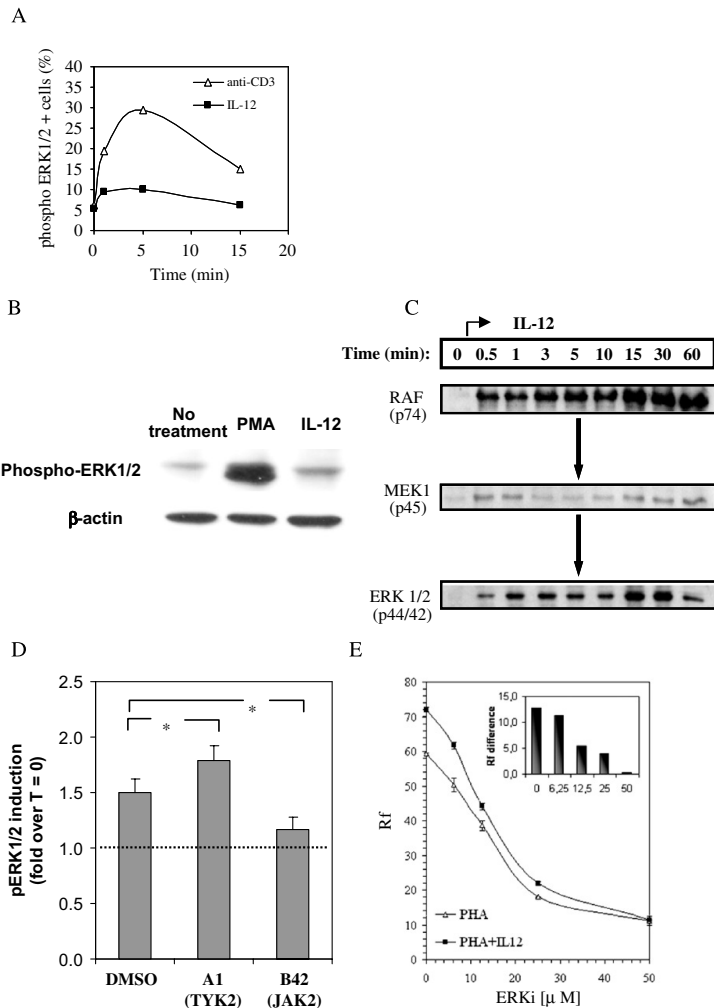 A
phospho ERK1/2 + cells (%)
40
35
30
25
20
15
10
5
0
0 5 10 15 20
Time (min)
anti-CD3
IL-12
B
No treatment
PMA
IL-12
Phospho-ERK1/2
β-actin
C
IL-12
Time (min): 0 0.5 1 3 5 10 15 30 60
RAF
(p74)
MEK1
(p45)
ERK 1/2
(p44/42)
D
pERK1/2 induction
(fold over T = 0)
2.5
2.0
1.5
1.0
0.5
0.0
*
*
DMSO
A1
(TYK2)
B42
(JAK2)
E
Rf
80
70
60
50
40
30
20
10
0
0 10 20 30 40 50
ERKi [μ M]
PHA
PHA+IL12
Rf difference
15,0
10,0
5,0
0,0
0 6,25 12,5 25 50